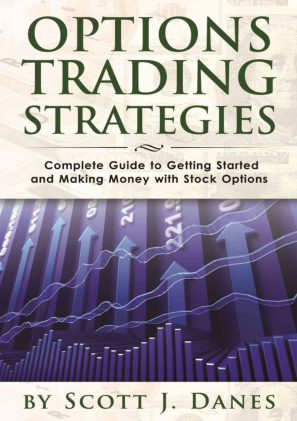 OPTIONS
TRADING
STRATEGIES
Complete Guide to Getting Started
and Making Money with Stock Options
BY SCOTT J. DANES